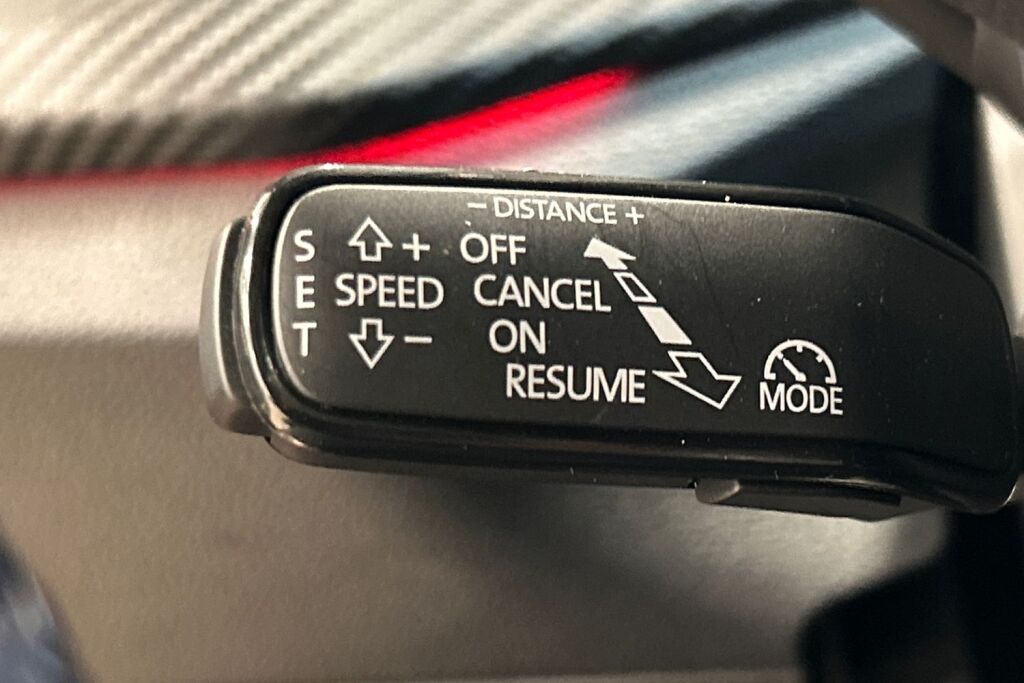 - DISTANCE +
S + OFF
E SPEED CANCEL
T - ON
RESUME
MODE